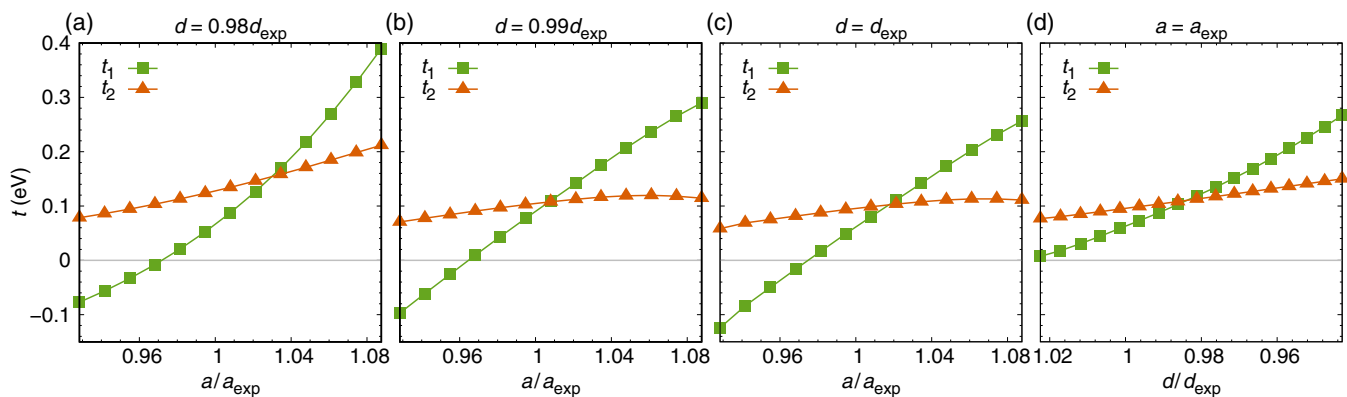 (a) d = 0.98d_exp
(b) d = 0.99d_exp
(c) d = d_exp
(d) a = a_exp
t_1
t_2
t_1
t_2
t_1
t_2
t_1
t_2
0.4
0.3
0.2
0.1
0
−0.1
t (eV)
0.96 1 1.04 1.08
0.96 1 1.04 1.08
0.96 1 1.04 1.08
1.02 1 0.98 0.96
a/a_exp
a/a_exp
a/a_exp
d/d_exp